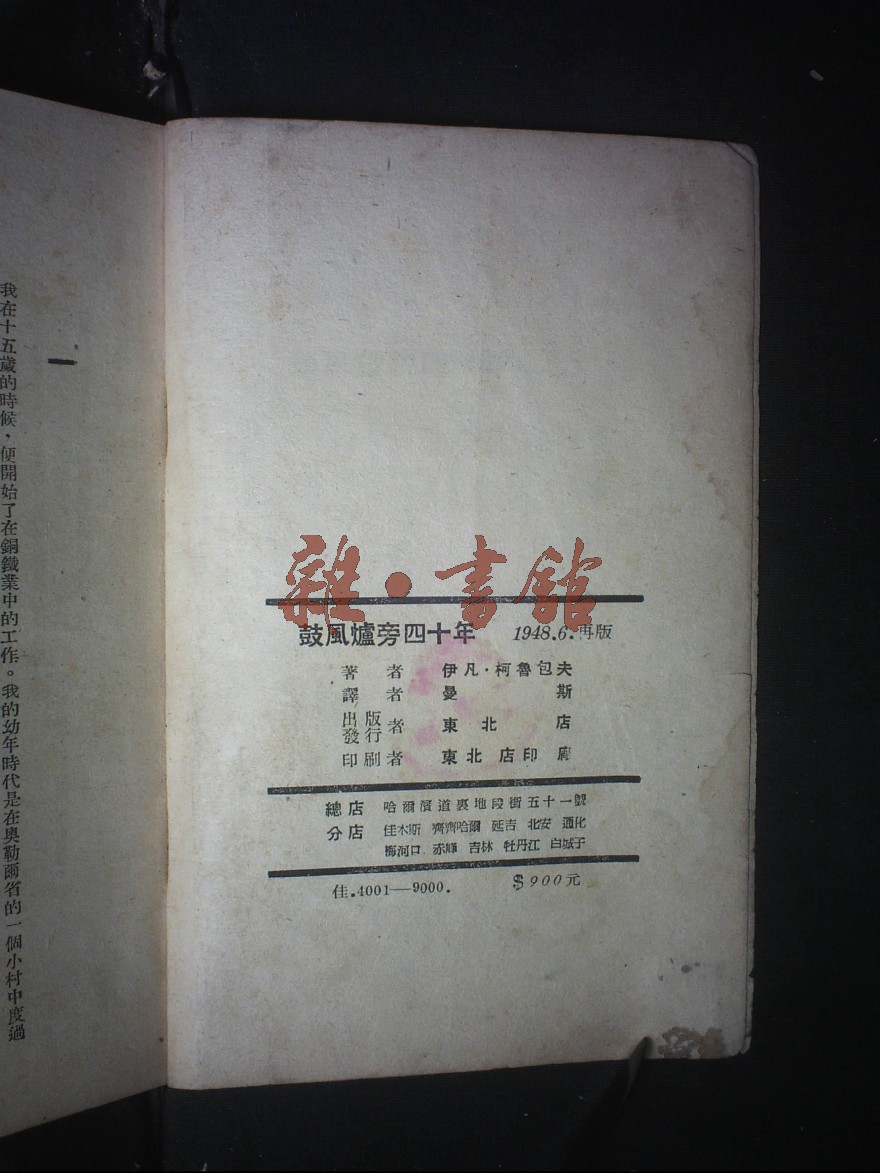 雜·書館
鼓風爐旁四十年 1948.6.再版
著者 伊凡·柯魯包夫
譯者 曼斯
出版發行者 東北 店
印刷者 東北 店印 廠
總店 哈爾濱道裏地段街五十一號
分店 佳木斯 齊齊哈爾 延吉 北安 通化
梅河口 赤峰 吉林 牡丹江 白城子
佳.4001—9000. $900元
一
我在十五歲的時候、便開始了在鋼鐵業中的工作。我的幼年時代是在奧勒爾省的一個小村中度過